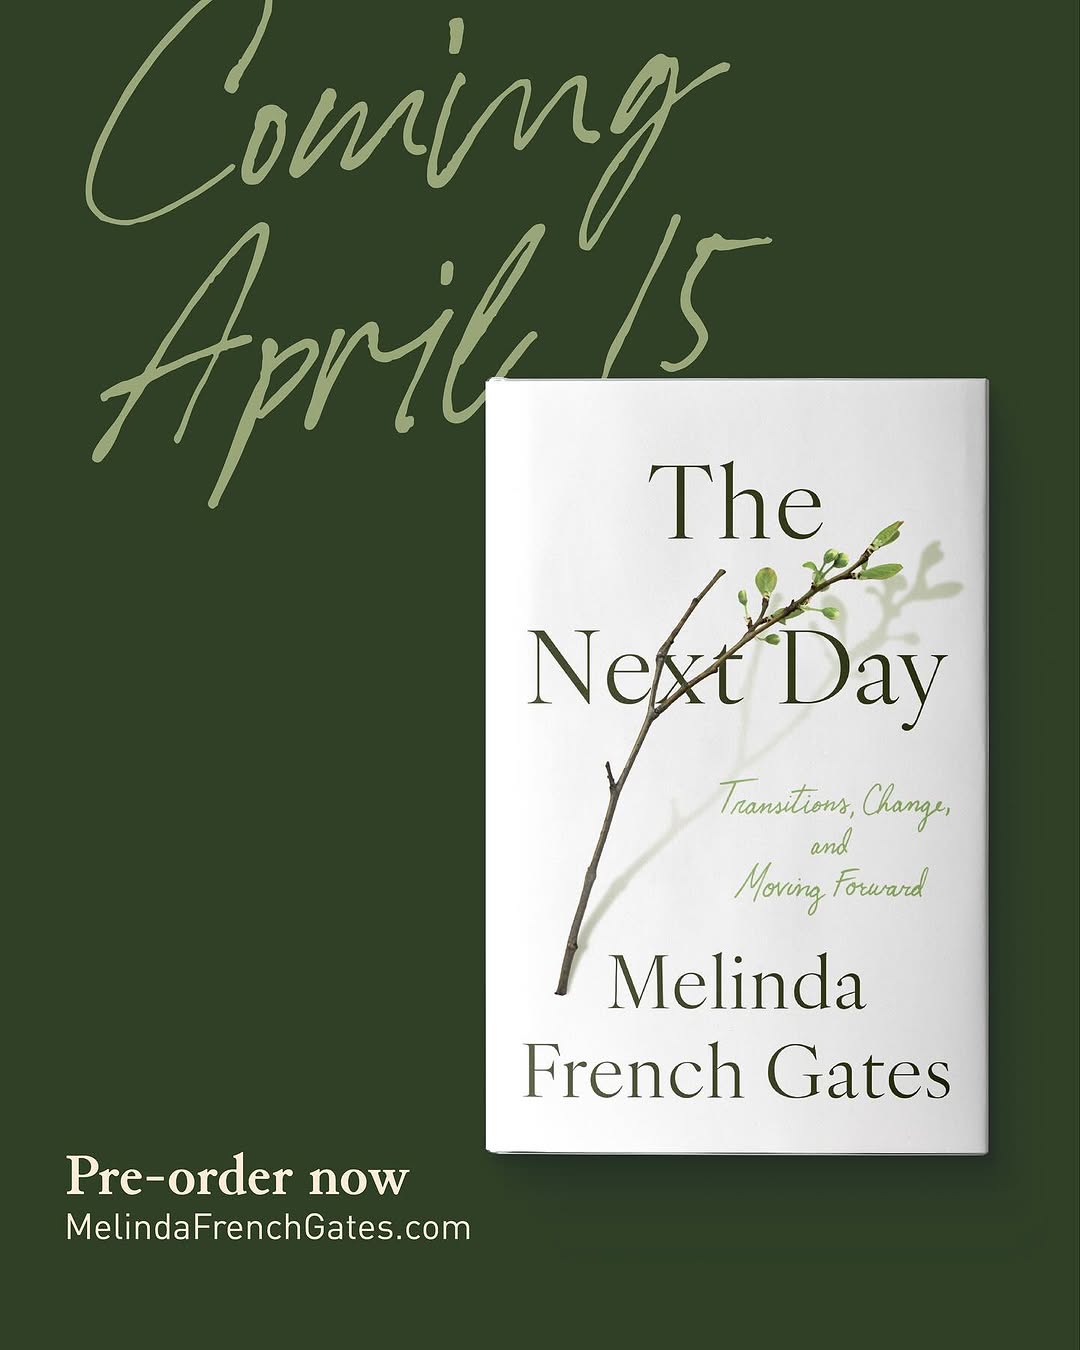 Coming
April 15
The
Next Day
Transitions, Change,
and
Moving Forward
Melinda
French Gates
Pre-order now
MelindaFrenchGates.com